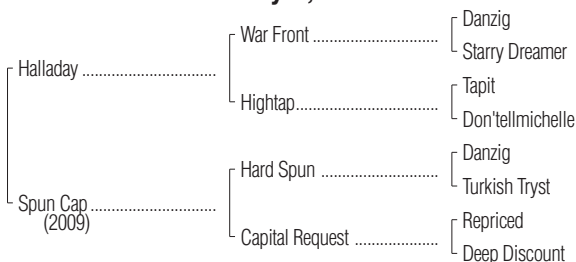 Danzig
War Front
Starry Dreamer
Halladay
Tapit
Hightap
Don'tellmichelle
Danzig
Hard Spun
Turkish Tryst
Spun Cap
(2009)
Repriced
Capital Request
Deep Discount